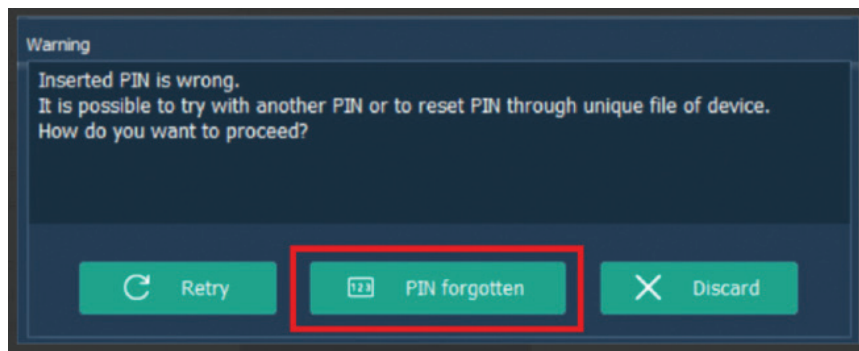 Warning
Inserted PIN is wrong.
It is possible to try with another PIN or to reset PIN through unique file of device.
How do you want to proceed?
Retry
123 PIN forgotten
Discard